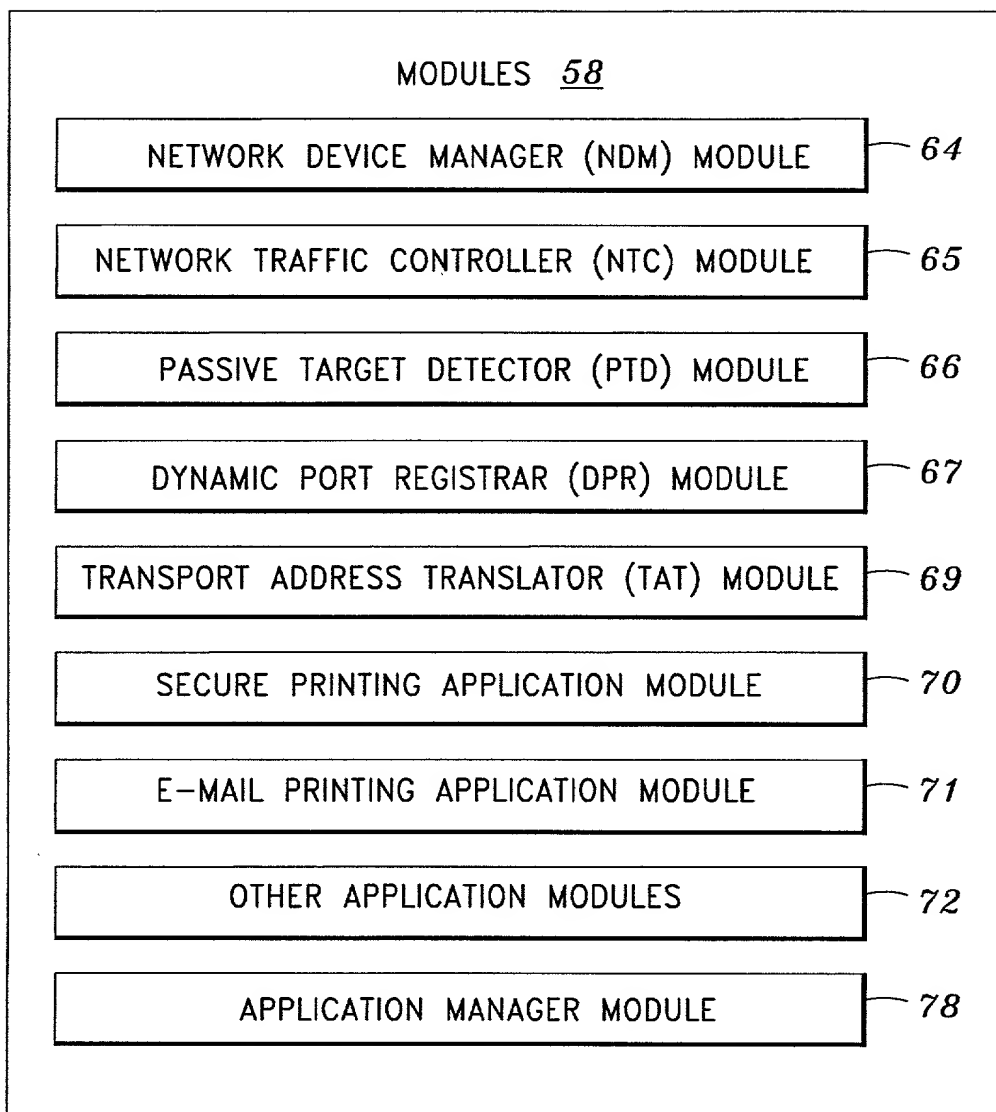 MODULES 58
NETWORK DEVICE MANAGER (NDM) MODULE 64
NETWORK TRAFFIC CONTROLLER (NTC) MODULE 65
PASSIVE TARGET DETECTOR (PTD) MODULE 66
DYNAMIC PORT REGISTRAR (DPR) MODULE 67
TRANSPORT ADDRESS TRANSLATOR (TAT) MODULE 69
SECURE PRINTING APPLICATION MODULE 70
E-MAIL PRINTING APPLICATION MODULE 71
OTHER APPLICATION MODULES 72
APPLICATION MANAGER MODULE 78